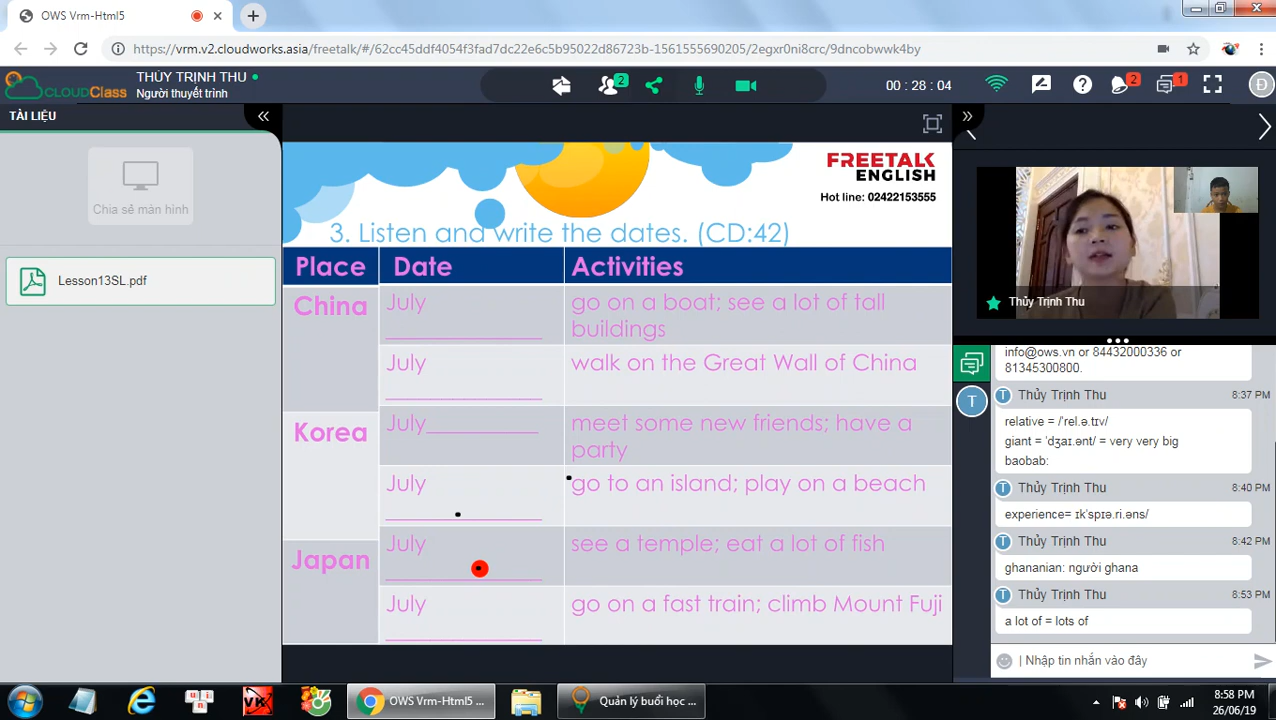 OWS Vrm-Html5
https://vrm.v2.cloudworks.asia/freetalk/#/62cc45ddf4054f3fad7dc22e6c5b95022d86723b-1561555690205/2egxr0ni8crc/9dncobwwk4by
CLOUDClass
THÙY TRỊNH THU
Người thuyết trình
2
00 : 28 : 04
2
1
Đ
TÀI LIỆU
Chia sẻ màn hình
Lesson13SL.pdf
FREETALK
ENGLISH
Hot line: 02422153555
3. Listen and write the dates. (CD:42)
Place Date Activities
China July go on a boat; see a lot of tall
buildings
July walk on the Great Wall of China
Korea July meet some new friends; have a
party
July go to an island; play on a beach
Japan July see a temple; eat a lot of fish
July go on a fast train; climb Mount Fuji
Thủy Trịnh Thu
info@ows.vn or 84432000336 or
81345300800.
T Thủy Trịnh Thu 8:37 PM
T
relative = /'rel.ə.tɪv/
giant = 'dʒaɪ.ənt/ = very very big
baobab:
T Thủy Trịnh Thu 8:40 PM
experience= ɪkˈspɪə.ri.əns/
T Thủy Trịnh Thu 8:42 PM
ghananian: người ghana
T Thủy Trịnh Thu 8:53 PM
a lot of = lots of
Nhập tin nhắn vào đây
OWS Vrm-Html5 ...
Quản lý buổi học ...
8:58 PM
26/06/19